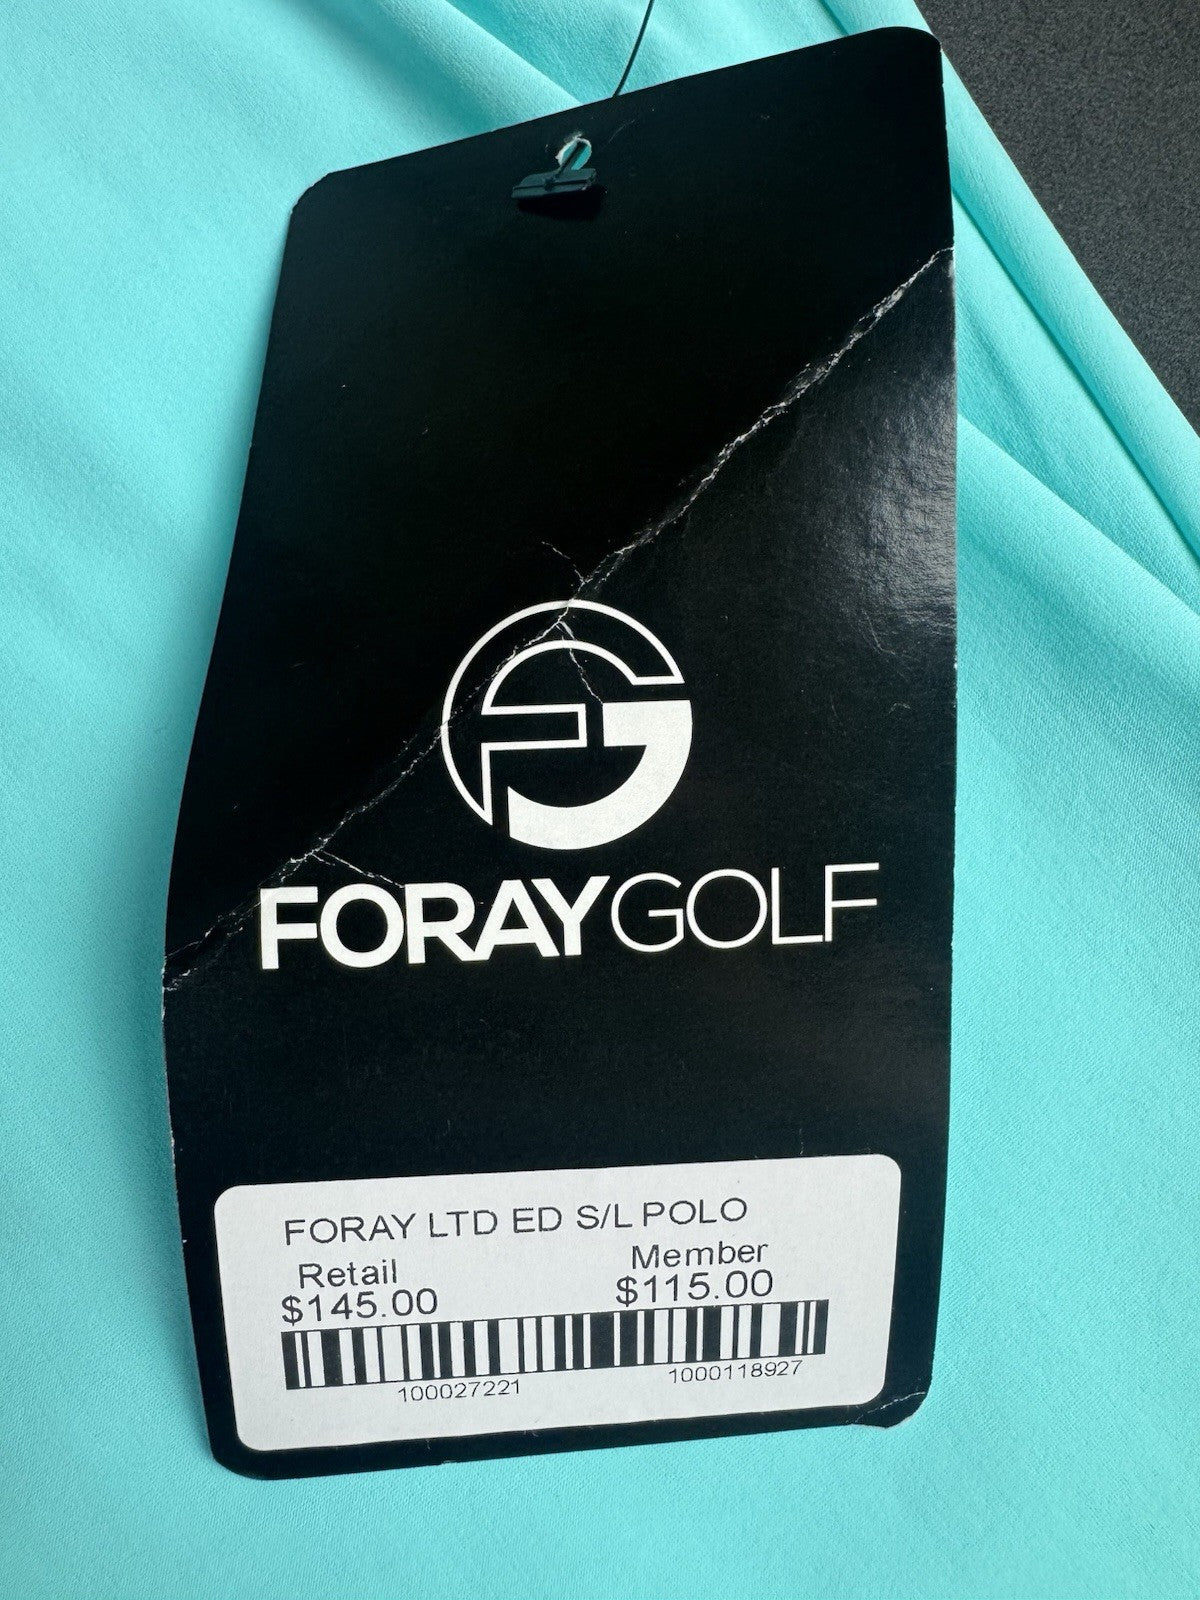 FG
FORAYGOLF
FORAY LTD ED S/L POLO
Retail Member
$145.00 $115.00
100027221 1000118927